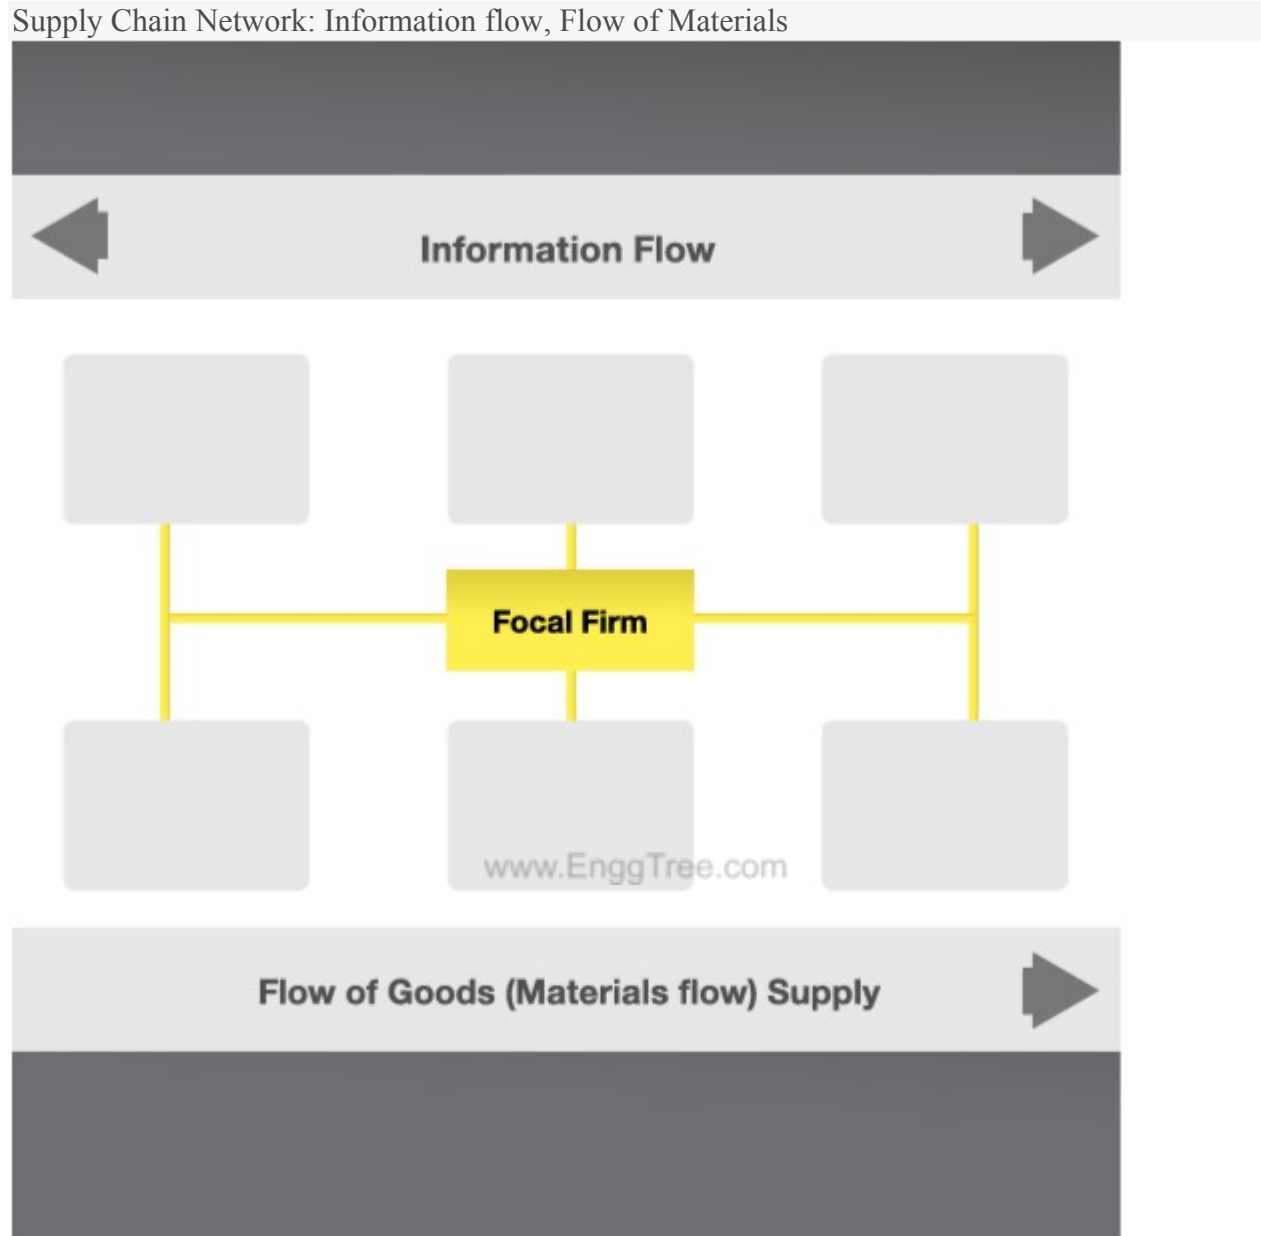 Supply Chain Network: Information flow, Flow of Materials
Information Flow
Focal Firm
www.EnggTree.com
Flow of Goods (Materials flow) Supply